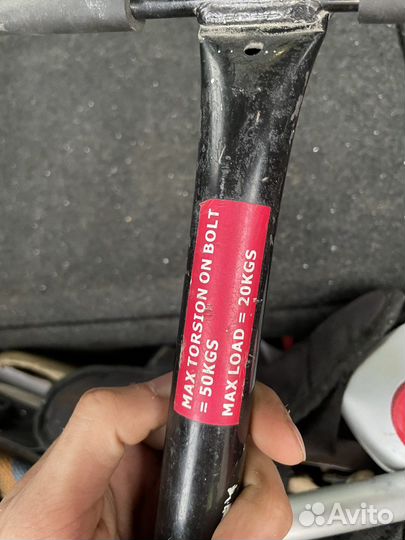 MAX TORSION ON BOLT
= 50KGS
MAX LOAD = 20KGS
Avito